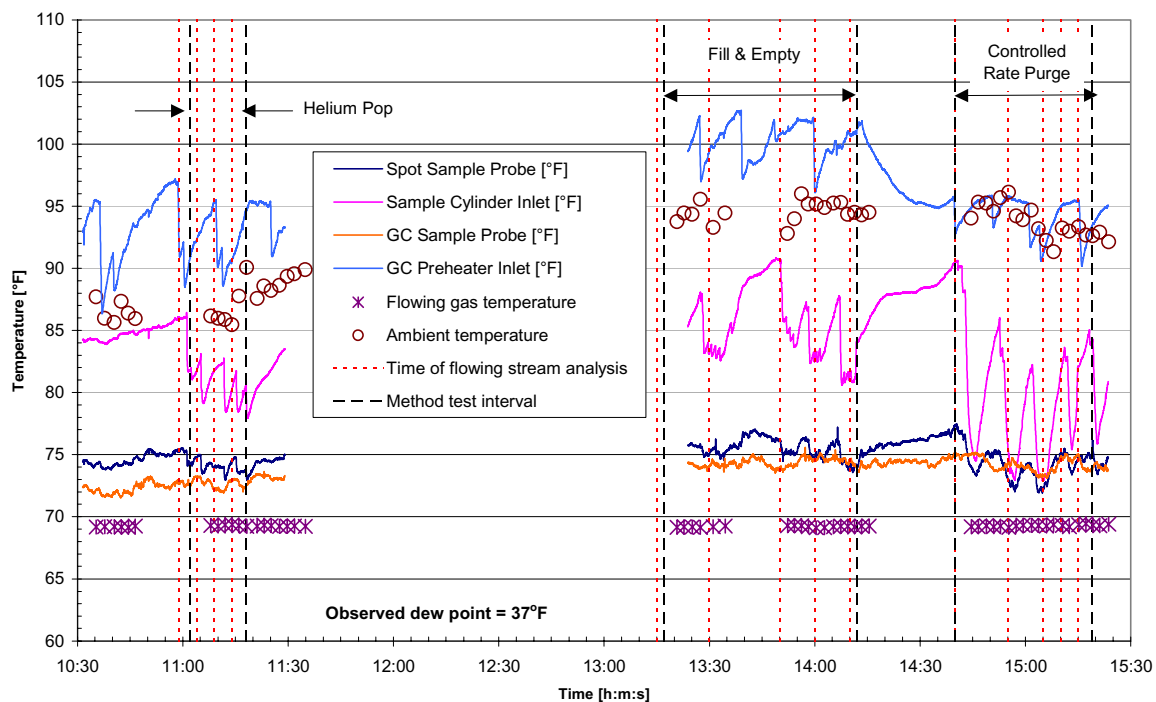 110
105
100
95
90
85
80
75
70
65
60
Temperature [°F]
Helium Pop
Fill & Empty
Controlled
Rate Purge
Spot Sample Probe [°F]
Sample Cylinder Inlet [°F]
GC Sample Probe [°F]
GC Preheater Inlet [°F]
Flowing gas temperature
Ambient temperature
Time of flowing stream analysis
Method test interval
Observed dew point = 37°F
10:30 11:00 11:30 12:00 12:30 13:00 13:30 14:00 14:30 15:00 15:30
Time [h:m:s]